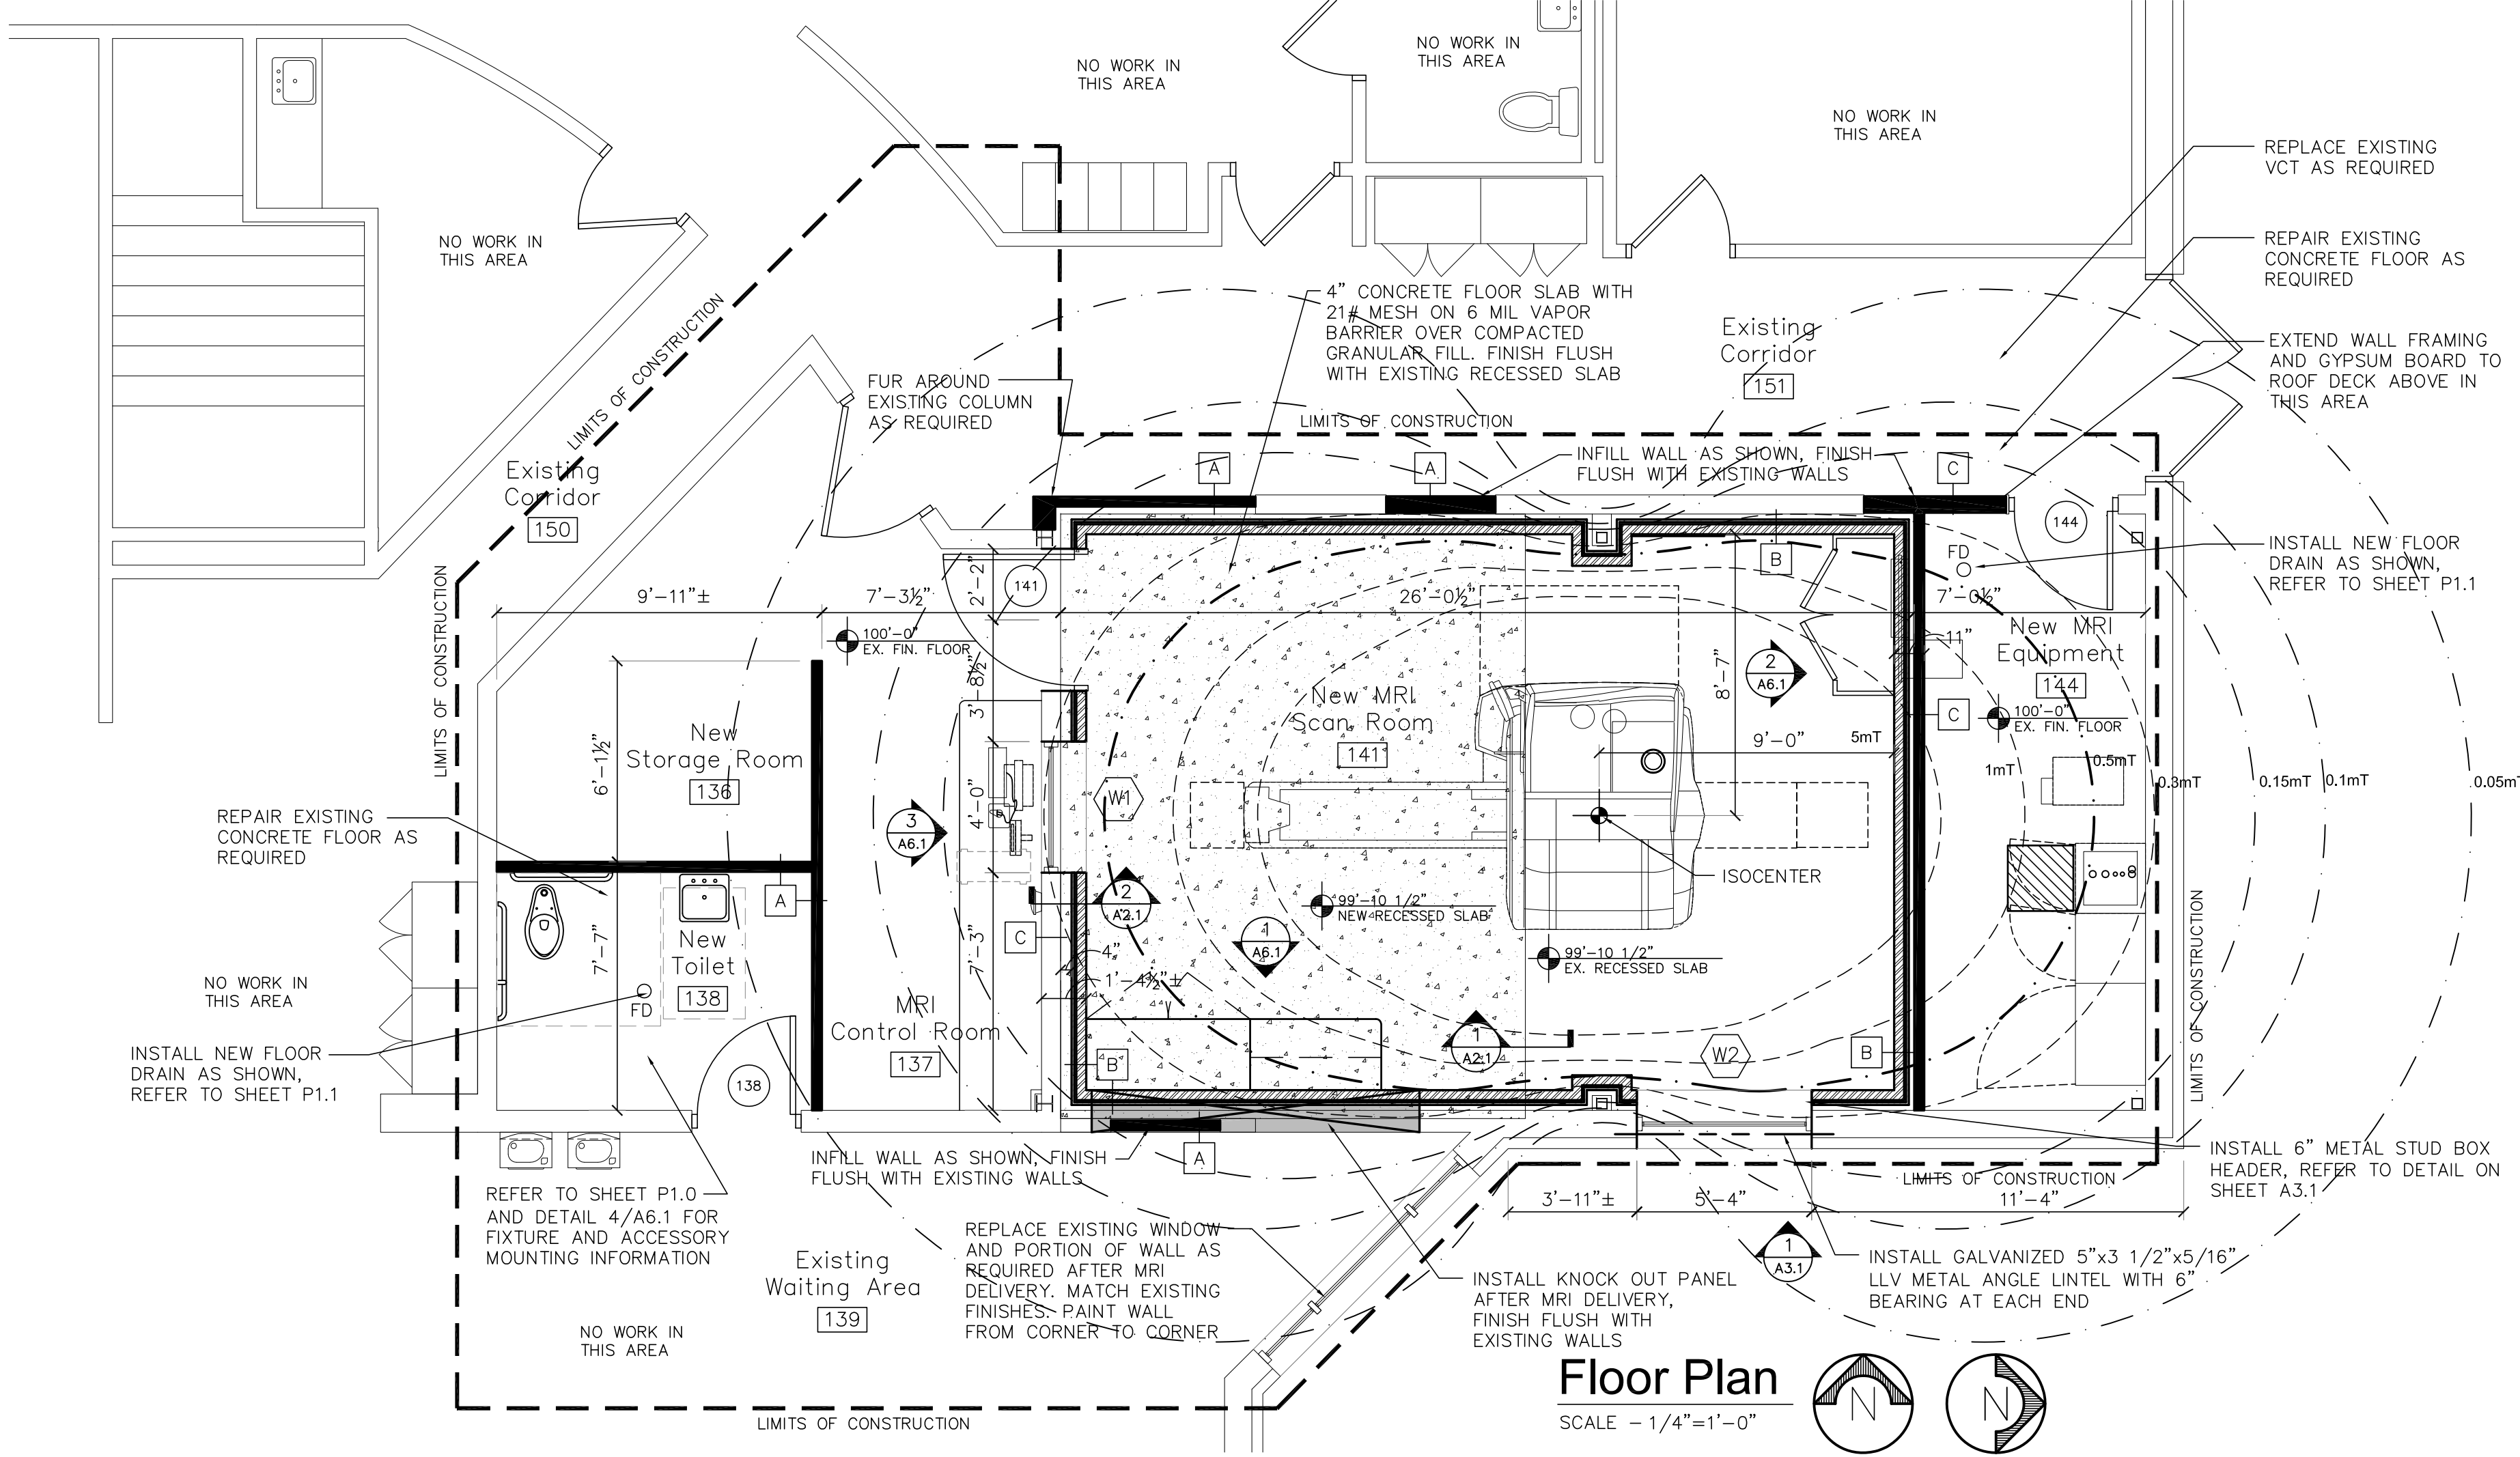 NO WORK IN
THIS AREA
NO WORK IN
THIS AREA
NO WORK IN
THIS AREA
NO WORK IN
THIS AREA
REPLACE EXISTING
VCT AS REQUIRED
REPAIR EXISTING
CONCRETE FLOOR AS
REQUIRED
EXTEND WALL FRAMING
AND GYPSUM BOARD TO
ROOF DECK ABOVE IN
THIS AREA
4" CONCRETE FLOOR SLAB WITH
21# MESH ON 6 MIL VAPOR
BARRIER OVER COMPACTED
GRANULAR FILL. FINISH FLUSH
WITH EXISTING RECESSED SLAB
Existing
Corridor
151
LIMITS OF CONSTRUCTION
FUR AROUND
EXISTING COLUMN
AS REQUIRED
LIMITS OF CONSTRUCTION
INFILL WALL AS SHOWN, FINISH
FLUSH WITH EXISTING WALLS
A
A
C
Existing
Corridor
150
144
FD
INSTALL NEW FLOOR
DRAIN AS SHOWN,
REFER TO SHEET P1.1
B
141
2'-2"
9'-11"±
7'-3½"
26'-0½"
7'-0½"
100'-0"
EX. FIN. FLOOR
3'-8½"
11"
New MRI
Equipment
144
100'-0"
EX. FIN. FLOOR
C
2
A6.1
8'-7"
9'-0"
5mT
1mT
0.5mT
0.3mT
0.15mT
0.1mT
0.05mT
New MRI
Scan Room
141
LIMITS OF CONSTRUCTION
6'-1½"
New
Storage Room
136
4'-0"
W1
3
A6.1
ISOCENTER
REPAIR EXISTING
CONCRETE FLOOR AS
REQUIRED
A
2
A2.1
99'-10 1/2"
NEW RECESSED SLAB
1
A6.1
99'-10 1/2"
EX. RECESSED SLAB
C
4"
1'-4½"±
7'-3"
7'-7"
New
Toilet
138
FD
NO WORK IN
THIS AREA
MRI
Control Room
137
INSTALL NEW FLOOR
DRAIN AS SHOWN,
REFER TO SHEET P1.1
138
B
1
A2.1
W2
B
LIMITS OF CONSTRUCTION
A
INFILL WALL AS SHOWN, FINISH
FLUSH WITH EXISTING WALLS
INSTALL 6" METAL STUD BOX
HEADER, REFER TO DETAIL ON
SHEET A3.1
LIMITS OF CONSTRUCTION
3'-11"±
5'-4"
11'-4"
REFER TO SHEET P1.0
AND DETAIL 4/A6.1 FOR
FIXTURE AND ACCESSORY
MOUNTING INFORMATION
REPLACE EXISTING WINDOW
AND PORTION OF WALL AS
REQUIRED AFTER MRI
DELIVERY. MATCH EXISTING
FINISHES. PAINT WALL
FROM CORNER TO CORNER
1
A3.1
INSTALL GALVANIZED 5"x3 1/2"x5/16"
LLV METAL ANGLE LINTEL WITH 6"
BEARING AT EACH END
INSTALL KNOCK OUT PANEL
AFTER MRI DELIVERY,
FINISH FLUSH WITH
EXISTING WALLS
Existing
Waiting Area
139
NO WORK IN
THIS AREA
LIMITS OF CONSTRUCTION
Floor Plan
SCALE - 1/4"=1'-0"
N
N